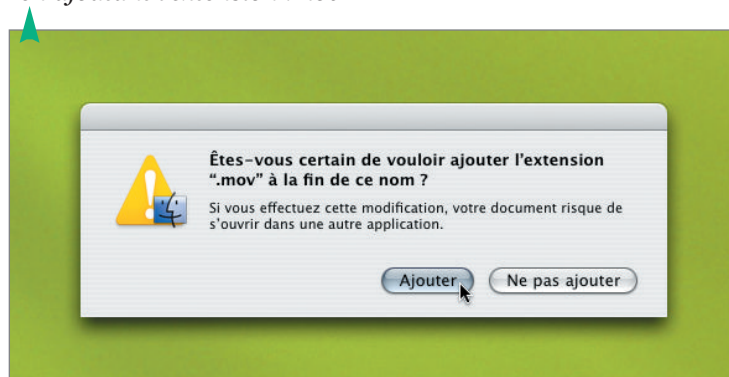 Êtes-vous certain de vouloir ajouter l'extension
“.mov” à la fin de ce nom ?
Si vous effectuez cette modification, votre document risque de
s'ouvrir dans une autre application.
Ajouter
Ne pas ajouter